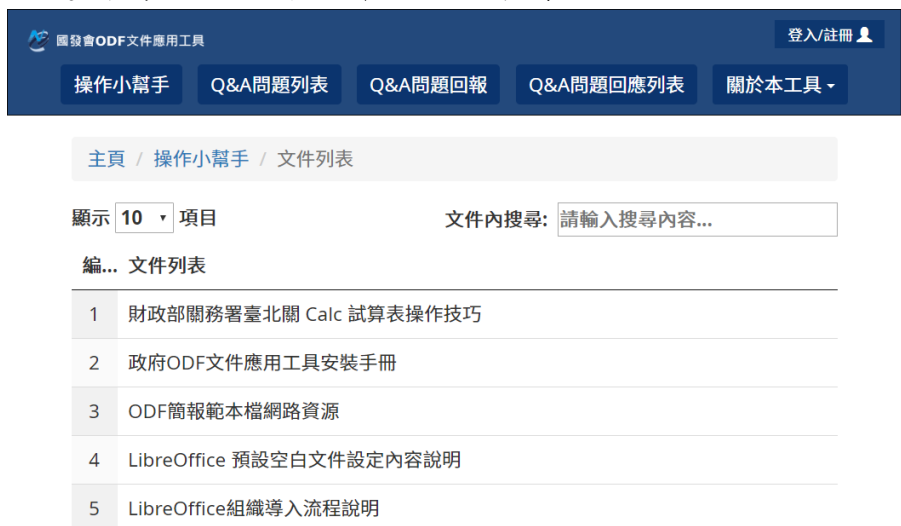 國發會ODF文件應用工具
登入/註冊
操作小幫手 Q&A問題列表 Q&A問題回報 Q&A問題回應列表 關於本工具
主頁 / 操作小幫手 / 文件列表
顯示 10 項目 文件內搜尋: 請輸入搜尋內容...
編... 文件列表
1 財政部關務署臺北關 Calc 試算表操作技巧
2 政府ODF文件應用工具安裝手冊
3 ODF簡報範本檔網路資源
4 LibreOffice 預設空白文件設定內容說明
5 LibreOffice組織導入流程說明